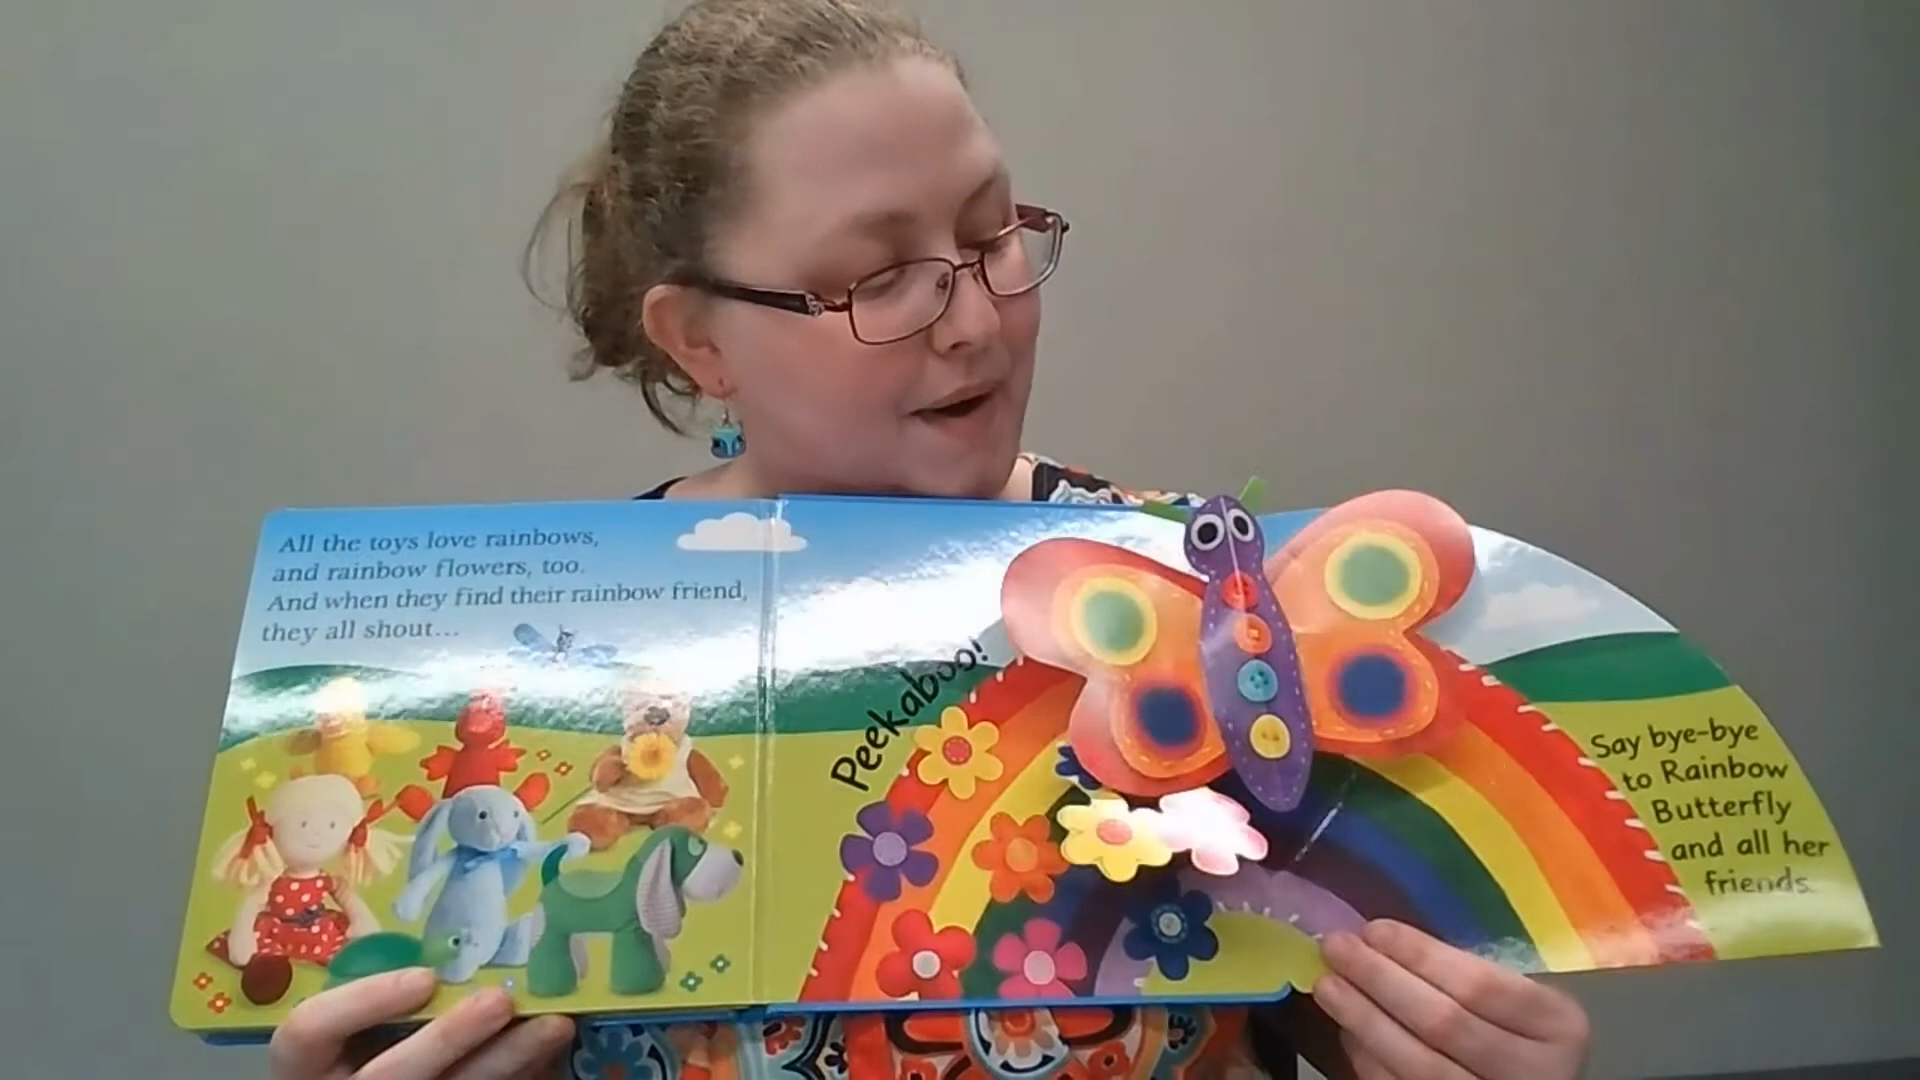 All the toys love rainbows,
and rainbow flowers, too.
And when they find their rainbow friend,
they all shout...
Peekaboo!
Say bye-bye
to Rainbow
Butterfly
and all her
friends.